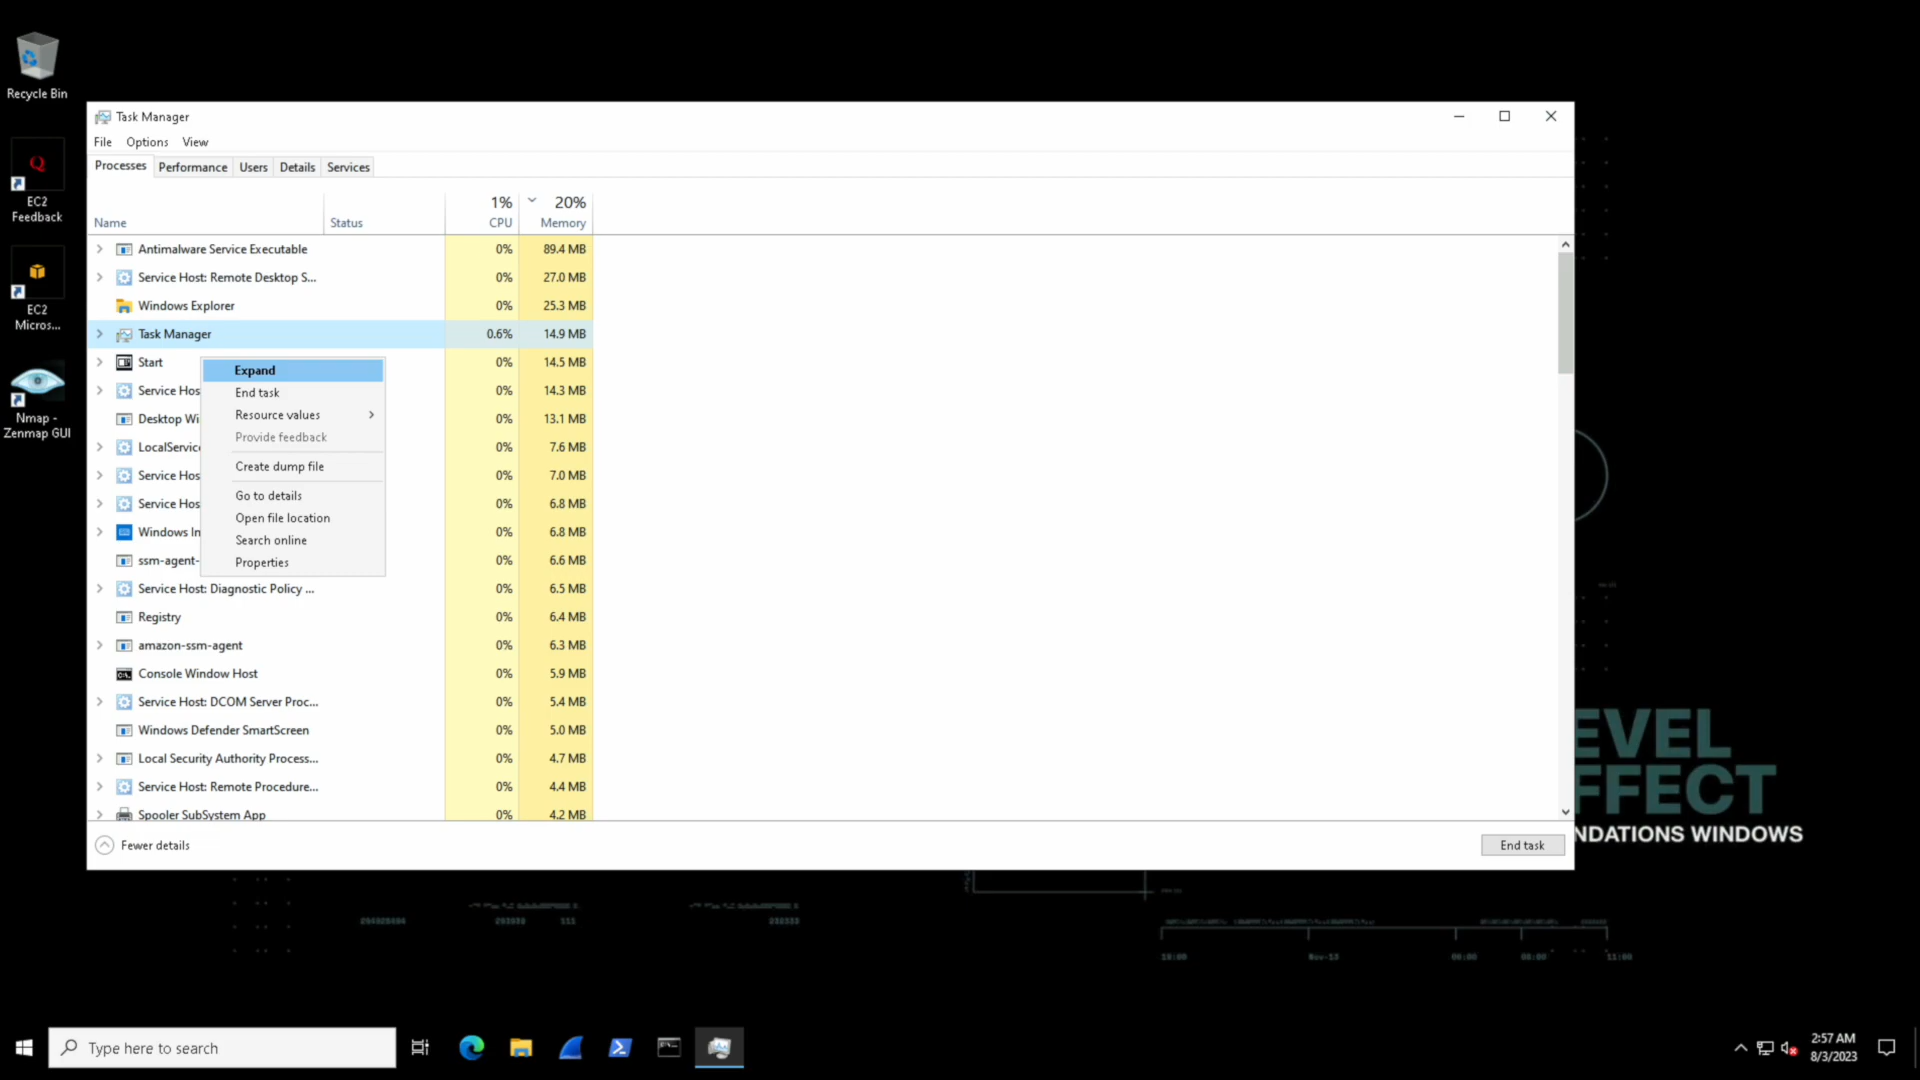 Recycle Bin
EC2
Feedback
EC2
Micros...
Nmap -
Zenmap GUI
Task Manager
File Options View
Processes Performance Users Details Services
1% 20%
Name Status CPU Memory
Antimalware Service Executable 0% 89.4 MB
Service Host: Remote Desktop S... 0% 27.0 MB
Windows Explorer 0% 25.3 MB
Task Manager 0.6% 14.9 MB
Start 0% 14.5 MB
Service Hos 0% 14.3 MB
Desktop Wi 0% 13.1 MB
LocalService 0% 7.6 MB
Service Hos 0% 7.0 MB
Service Hos 0% 6.8 MB
Windows In 0% 6.8 MB
ssm-agent- 0% 6.6 MB
Service Host: Diagnostic Policy ... 0% 6.5 MB
Registry 0% 6.4 MB
amazon-ssm-agent 0% 6.3 MB
Console Window Host 0% 5.9 MB
Service Host: DCOM Server Proc... 0% 5.4 MB
Windows Defender SmartScreen 0% 5.0 MB
Local Security Authority Process... 0% 4.7 MB
Service Host: Remote Procedure... 0% 4.4 MB
Spooler SubSystem App 0% 4.2 MB
Expand
End task
Resource values
Provide feedback
Create dump file
Go to details
Open file location
Search online
Properties
Fewer details
End task
EVEL
FFECT
NDATIONS WINDOWS
Type here to search
2:57 AM
8/3/2023